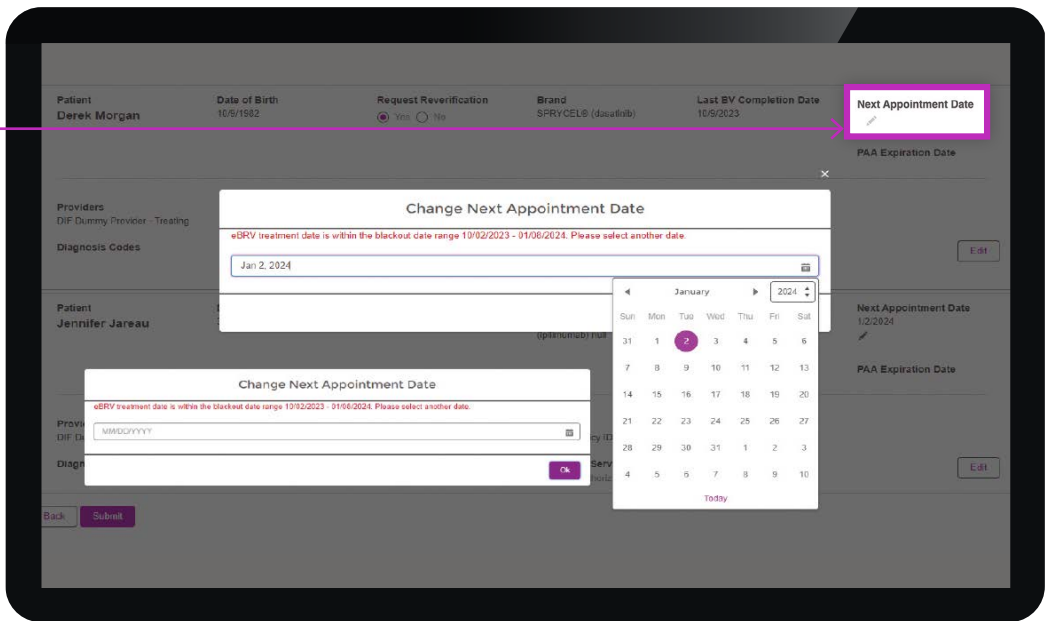 Patient
Derek Morgan
Date of Birth
10/9/1982
Request Reverification
Yes No
Brand
SPRYCEL® (dasatinib)
Last BV Completion Date
10/9/2023
Next Appointment Date
PAA Expiration Date
Providers
DIF Dummy Provider - Treating
Diagnosis Codes
Edit
Change Next Appointment Date
eBRV treatment date is within the blackout date range 10/02/2023 - 01/08/2024. Please select another date.
Jan 2, 2024
January 2024
Sun Mon Tue Wed Thu Fri Sat
31 1 2 3 4 5 6
7 8 9 10 11 12 13
14 15 16 17 18 19 20
21 22 23 24 25 26 27
28 29 30 31 1 2 3
4 5 6 7 8 9 10
Today
Patient
Jennifer Jareau
(ipilimumab) null
Next Appointment Date
1/2/2024
PAA Expiration Date
Change Next Appointment Date
eBRV treatment date is within the blackout date range 10/02/2023 - 01/08/2024. Please select another date.
MM/DD/YYYY
Ok
Provi
DIF Du
Diagn
Serv
Edit
Back
Submit